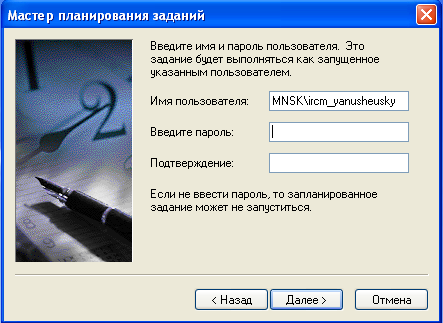 Мастер планирования заданий
Введите имя и пароль пользователя. Это
задание будет выполняться как запущенное
указанным пользователем.
Имя пользователя: MNSK\ircm_yanusheusky
Введите пароль:
Подтверждение:
Если не ввести пароль, то запланированное
задание может не запуститься.
< Назад Далее > Отмена